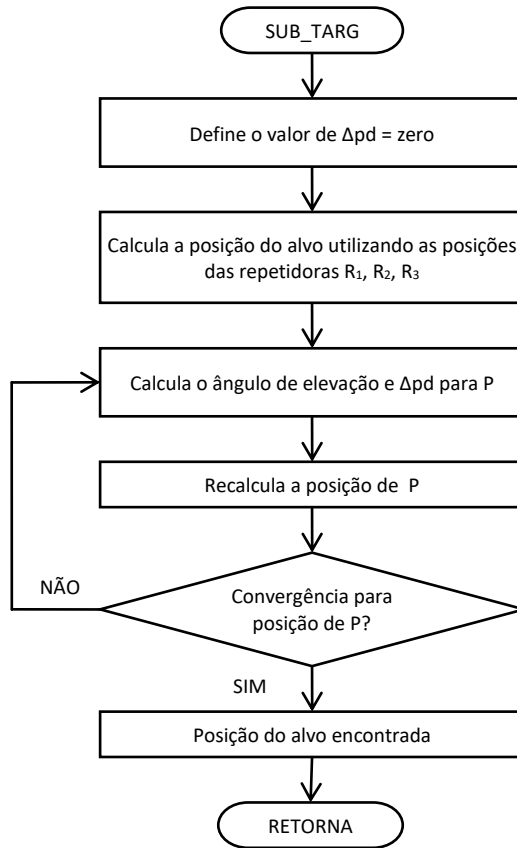 SUB_TARG
Define o valor de Δpd = zero
Calcula a posição do alvo utilizando as posições
das repetidoras R₁, R₂, R₃
Calcula o ângulo de elevação e Δpd para P
Recalcula a posição de P
NÃO
Convergência para
posição de P?
SIM
Posição do alvo encontrada
RETORNA